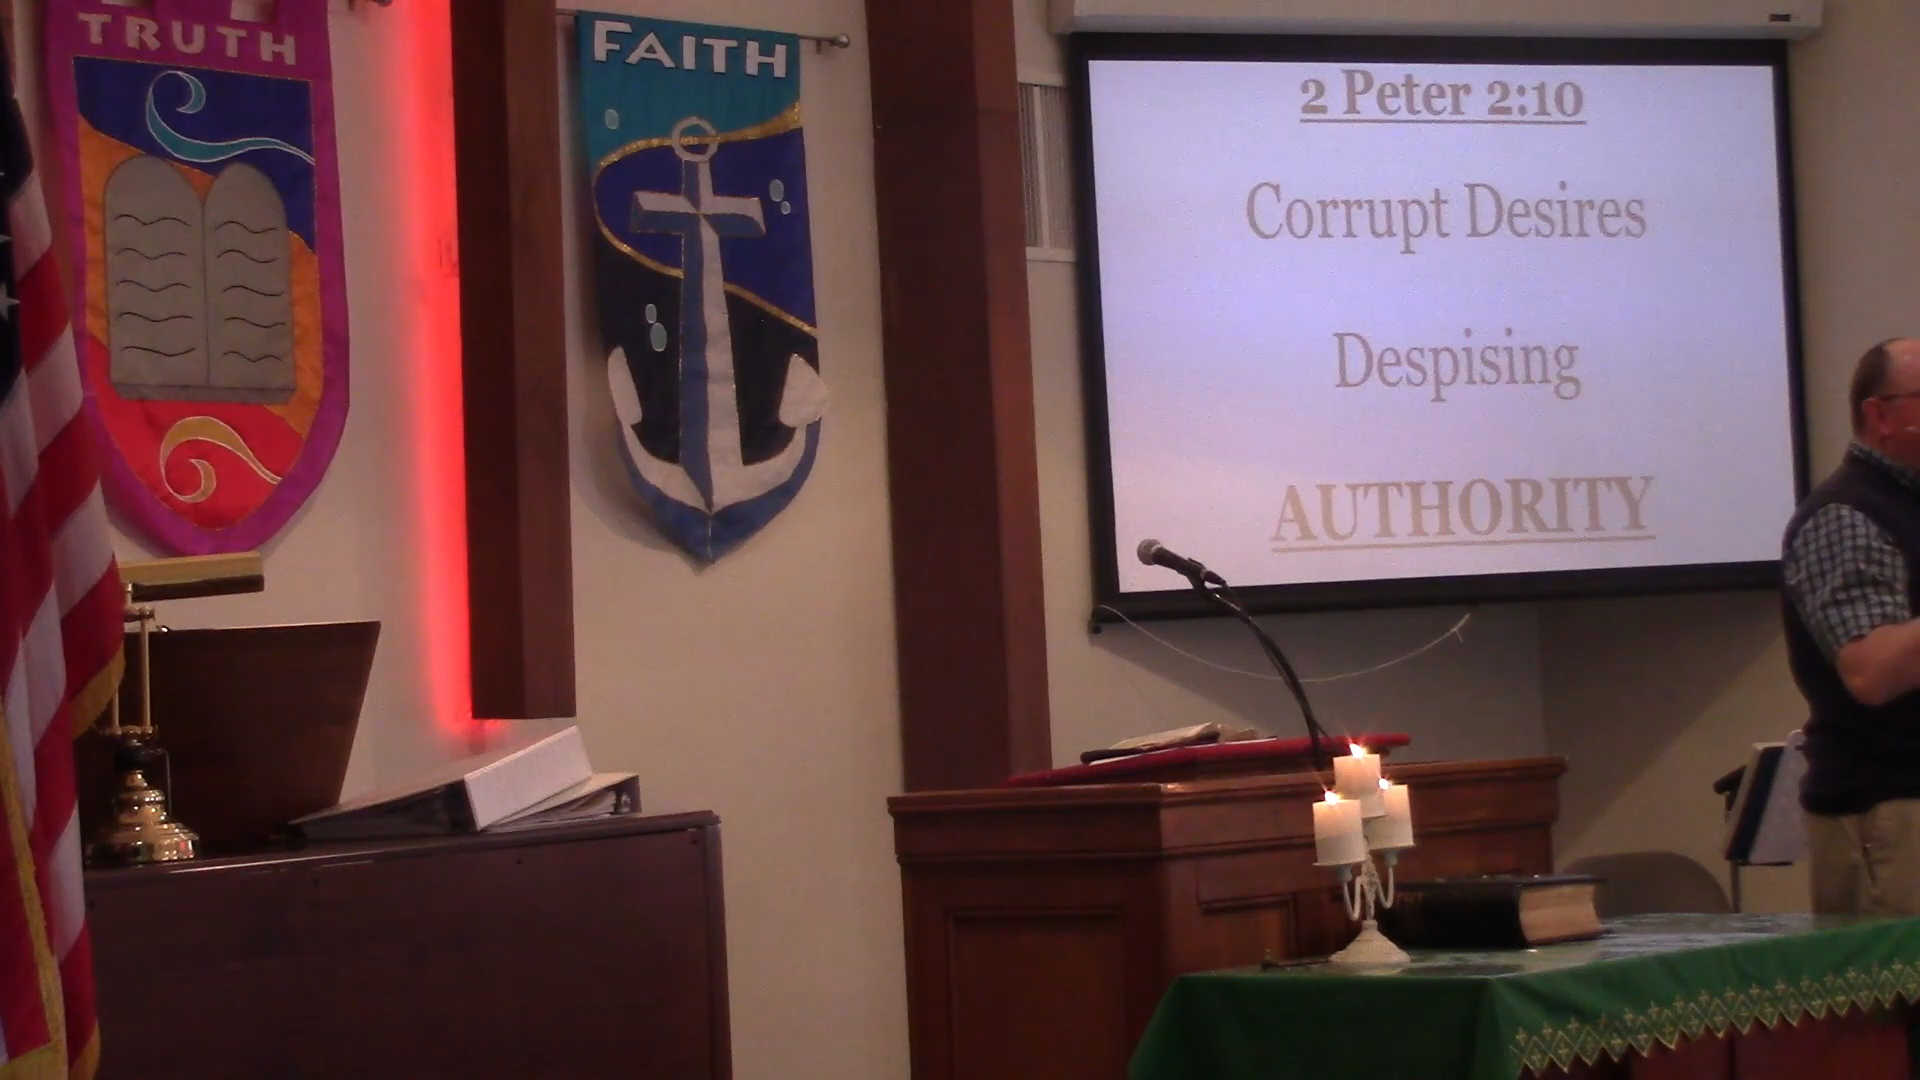 TRUTH
FAITH
2 Peter 2:10
Corrupt Desires
Despising
AUTHORITY